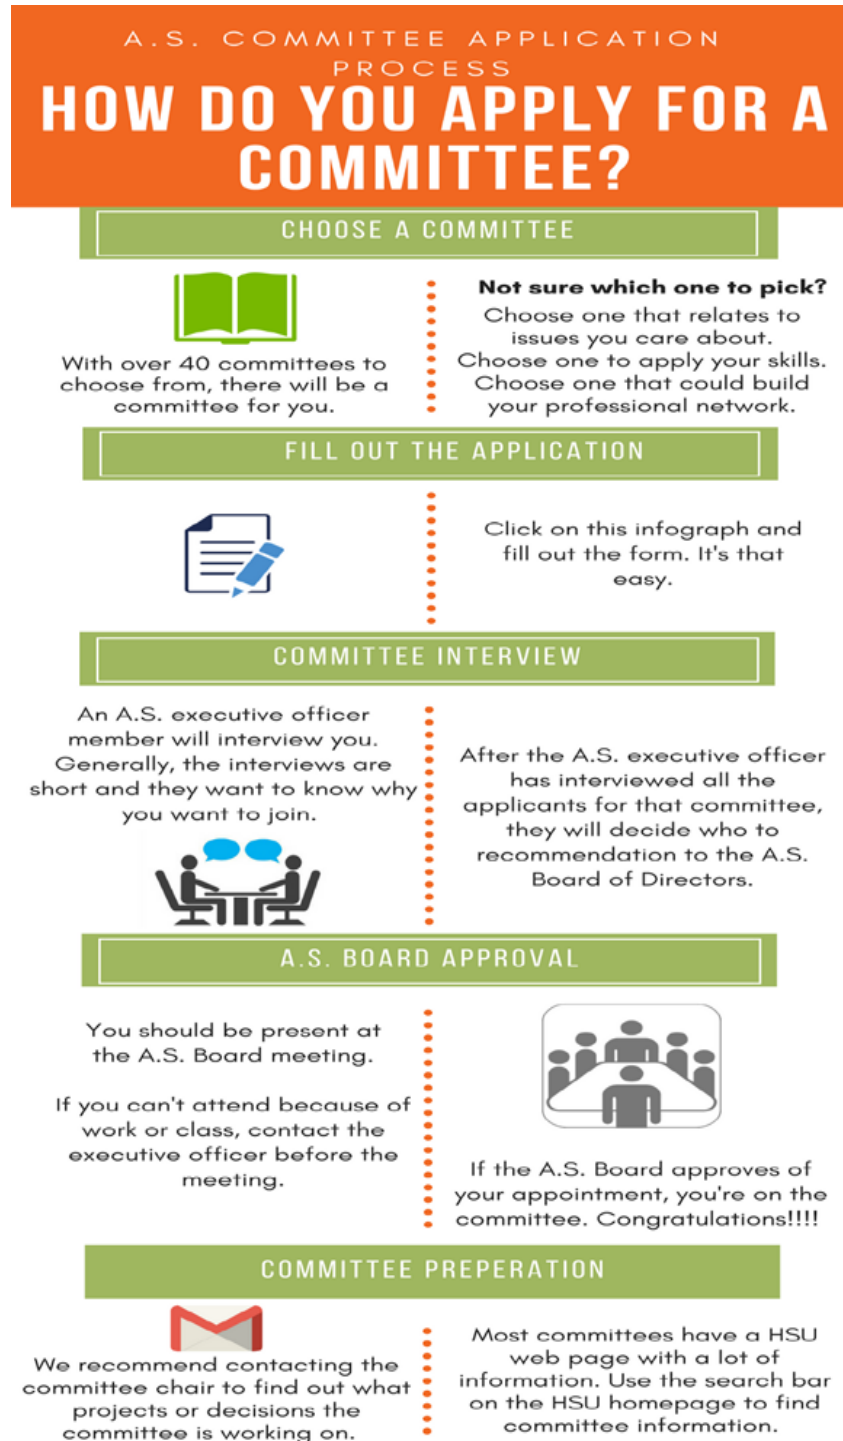 A.S. COMMITTEE APPLICATION
PROCESS
HOW DO YOU APPLY FOR A
COMMITTEE?
CHOOSE A COMMITTEE
With over 40 committees to
choose from, there will be a
committee for you.
Not sure which one to pick?
Choose one that relates to
issues you care about.
Choose one to apply your skills.
Choose one that could build
your professional network.
FILL OUT THE APPLICATION
Click on this infograph and
fill out the form. It's that
easy.
COMMITTEE INTERVIEW
An A.S. executive officer
member will interview you.
Generally, the interviews are
short and they want to know why
you want to join.
After the A.S. executive officer
has interviewed all the
applicants for that committee,
they will decide who to
recommendation to the A.S.
Board of Directors.
A.S. BOARD APPROVAL
You should be present at
the A.S. Board meeting.
If you can't attend because of
work or class, contact the
executive officer before the
meeting.
If the A.S. Board approves of
your appointment, you're on the
committee. Congratulations!!!!
COMMITTEE PREPERATION
We recommend contacting the
committee chair to find out what
projects or decisions the
committee is working on.
Most committees have a HSU
web page with a lot of
information. Use the search bar
on the HSU homepage to find
committee information.